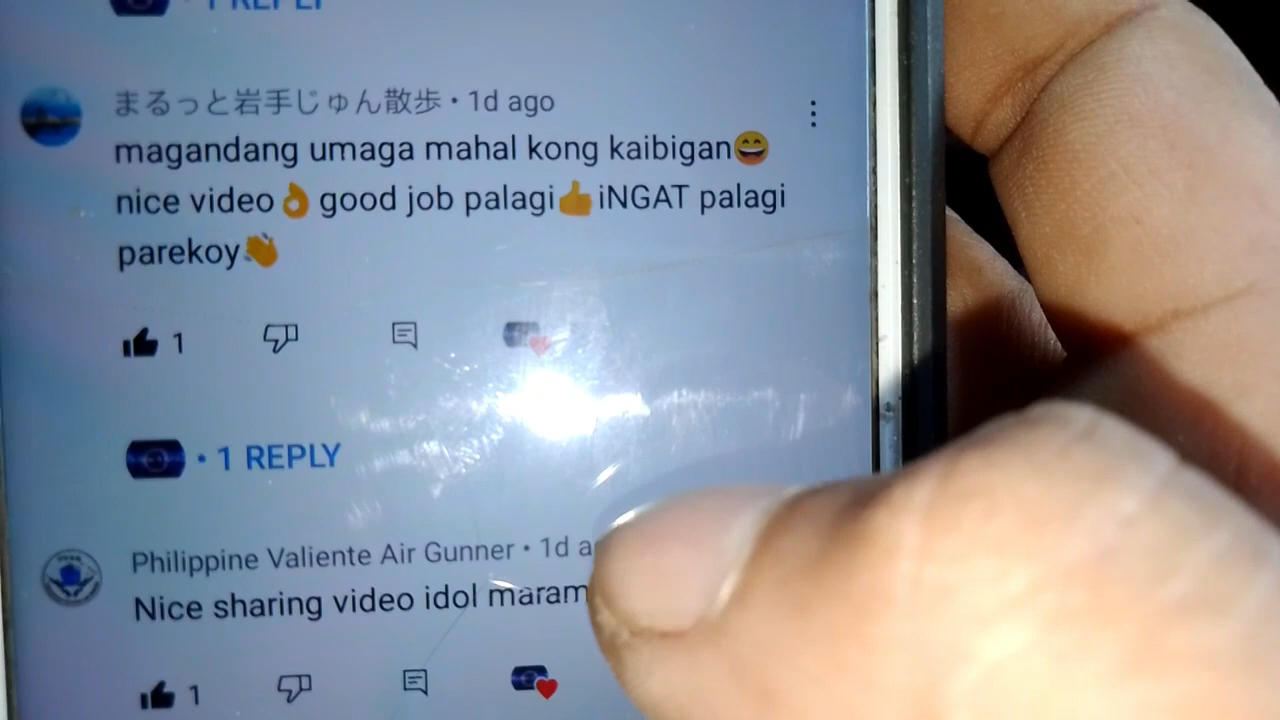 • 1 REPLY
まるっと岩手じゅん散歩 • 1d ago
magandang umaga mahal kong kaibigan😄
nice video👌 good job palagi👍 iNGAT palagi
parekoy👋
1
• 1 REPLY
Philippine Valiente Air Gunner • 1d
Nice sharing video idol
1